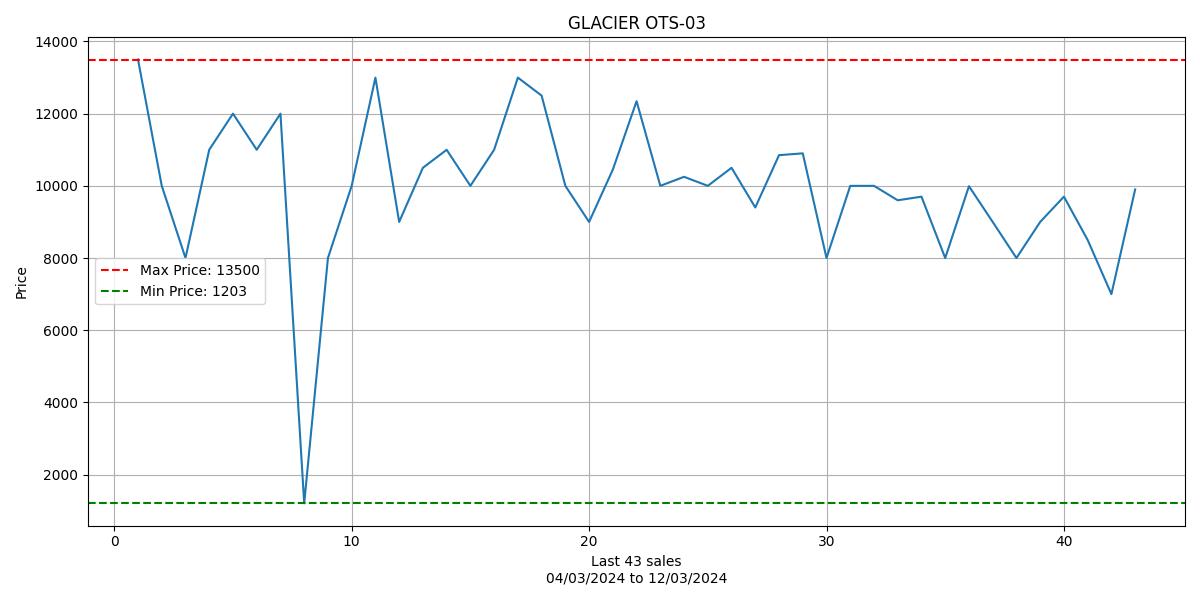 GLACIER OTS-03
14000
12000
10000
8000
6000
4000
2000
Price
Max Price: 13500
Min Price: 1203
0 10 20 30 40
Last 43 sales
04/03/2024 to 12/03/2024